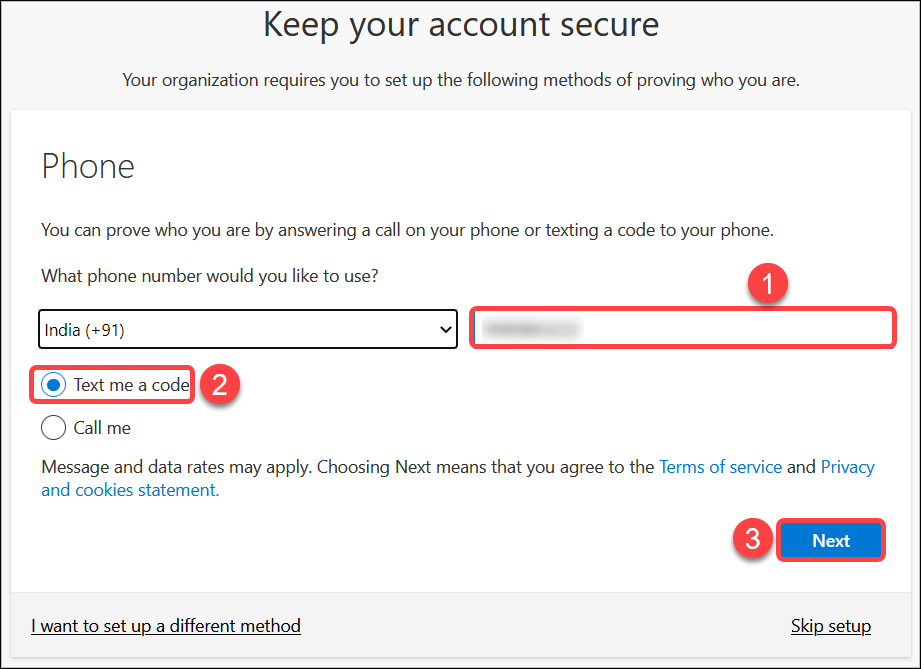 Keep your account secure
Your organization requires you to set up the following methods of proving who you are.
Phone
You can prove who you are by answering a call on your phone or texting a code to your phone.
What phone number would you like to use?
1
India (+91)
Text me a code
2
Call me
Message and data rates may apply. Choosing Next means that you agree to the Terms of service and Privacy
and cookies statement.
3
Next
I want to set up a different method
Skip setup